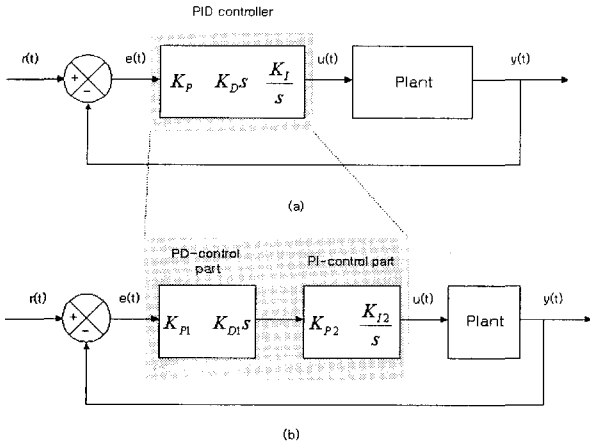 PID controller
r(t)
+
−
e(t)
K_P K_D s K_I/s
u(t)
Plant
y(t)
(a)
PD-control
part
PI-control part
r(t)
+
−
e(t)
K_P1 K_D1 s
K_P2 K_I2/s
u(t)
Plant
y(t)
(b)